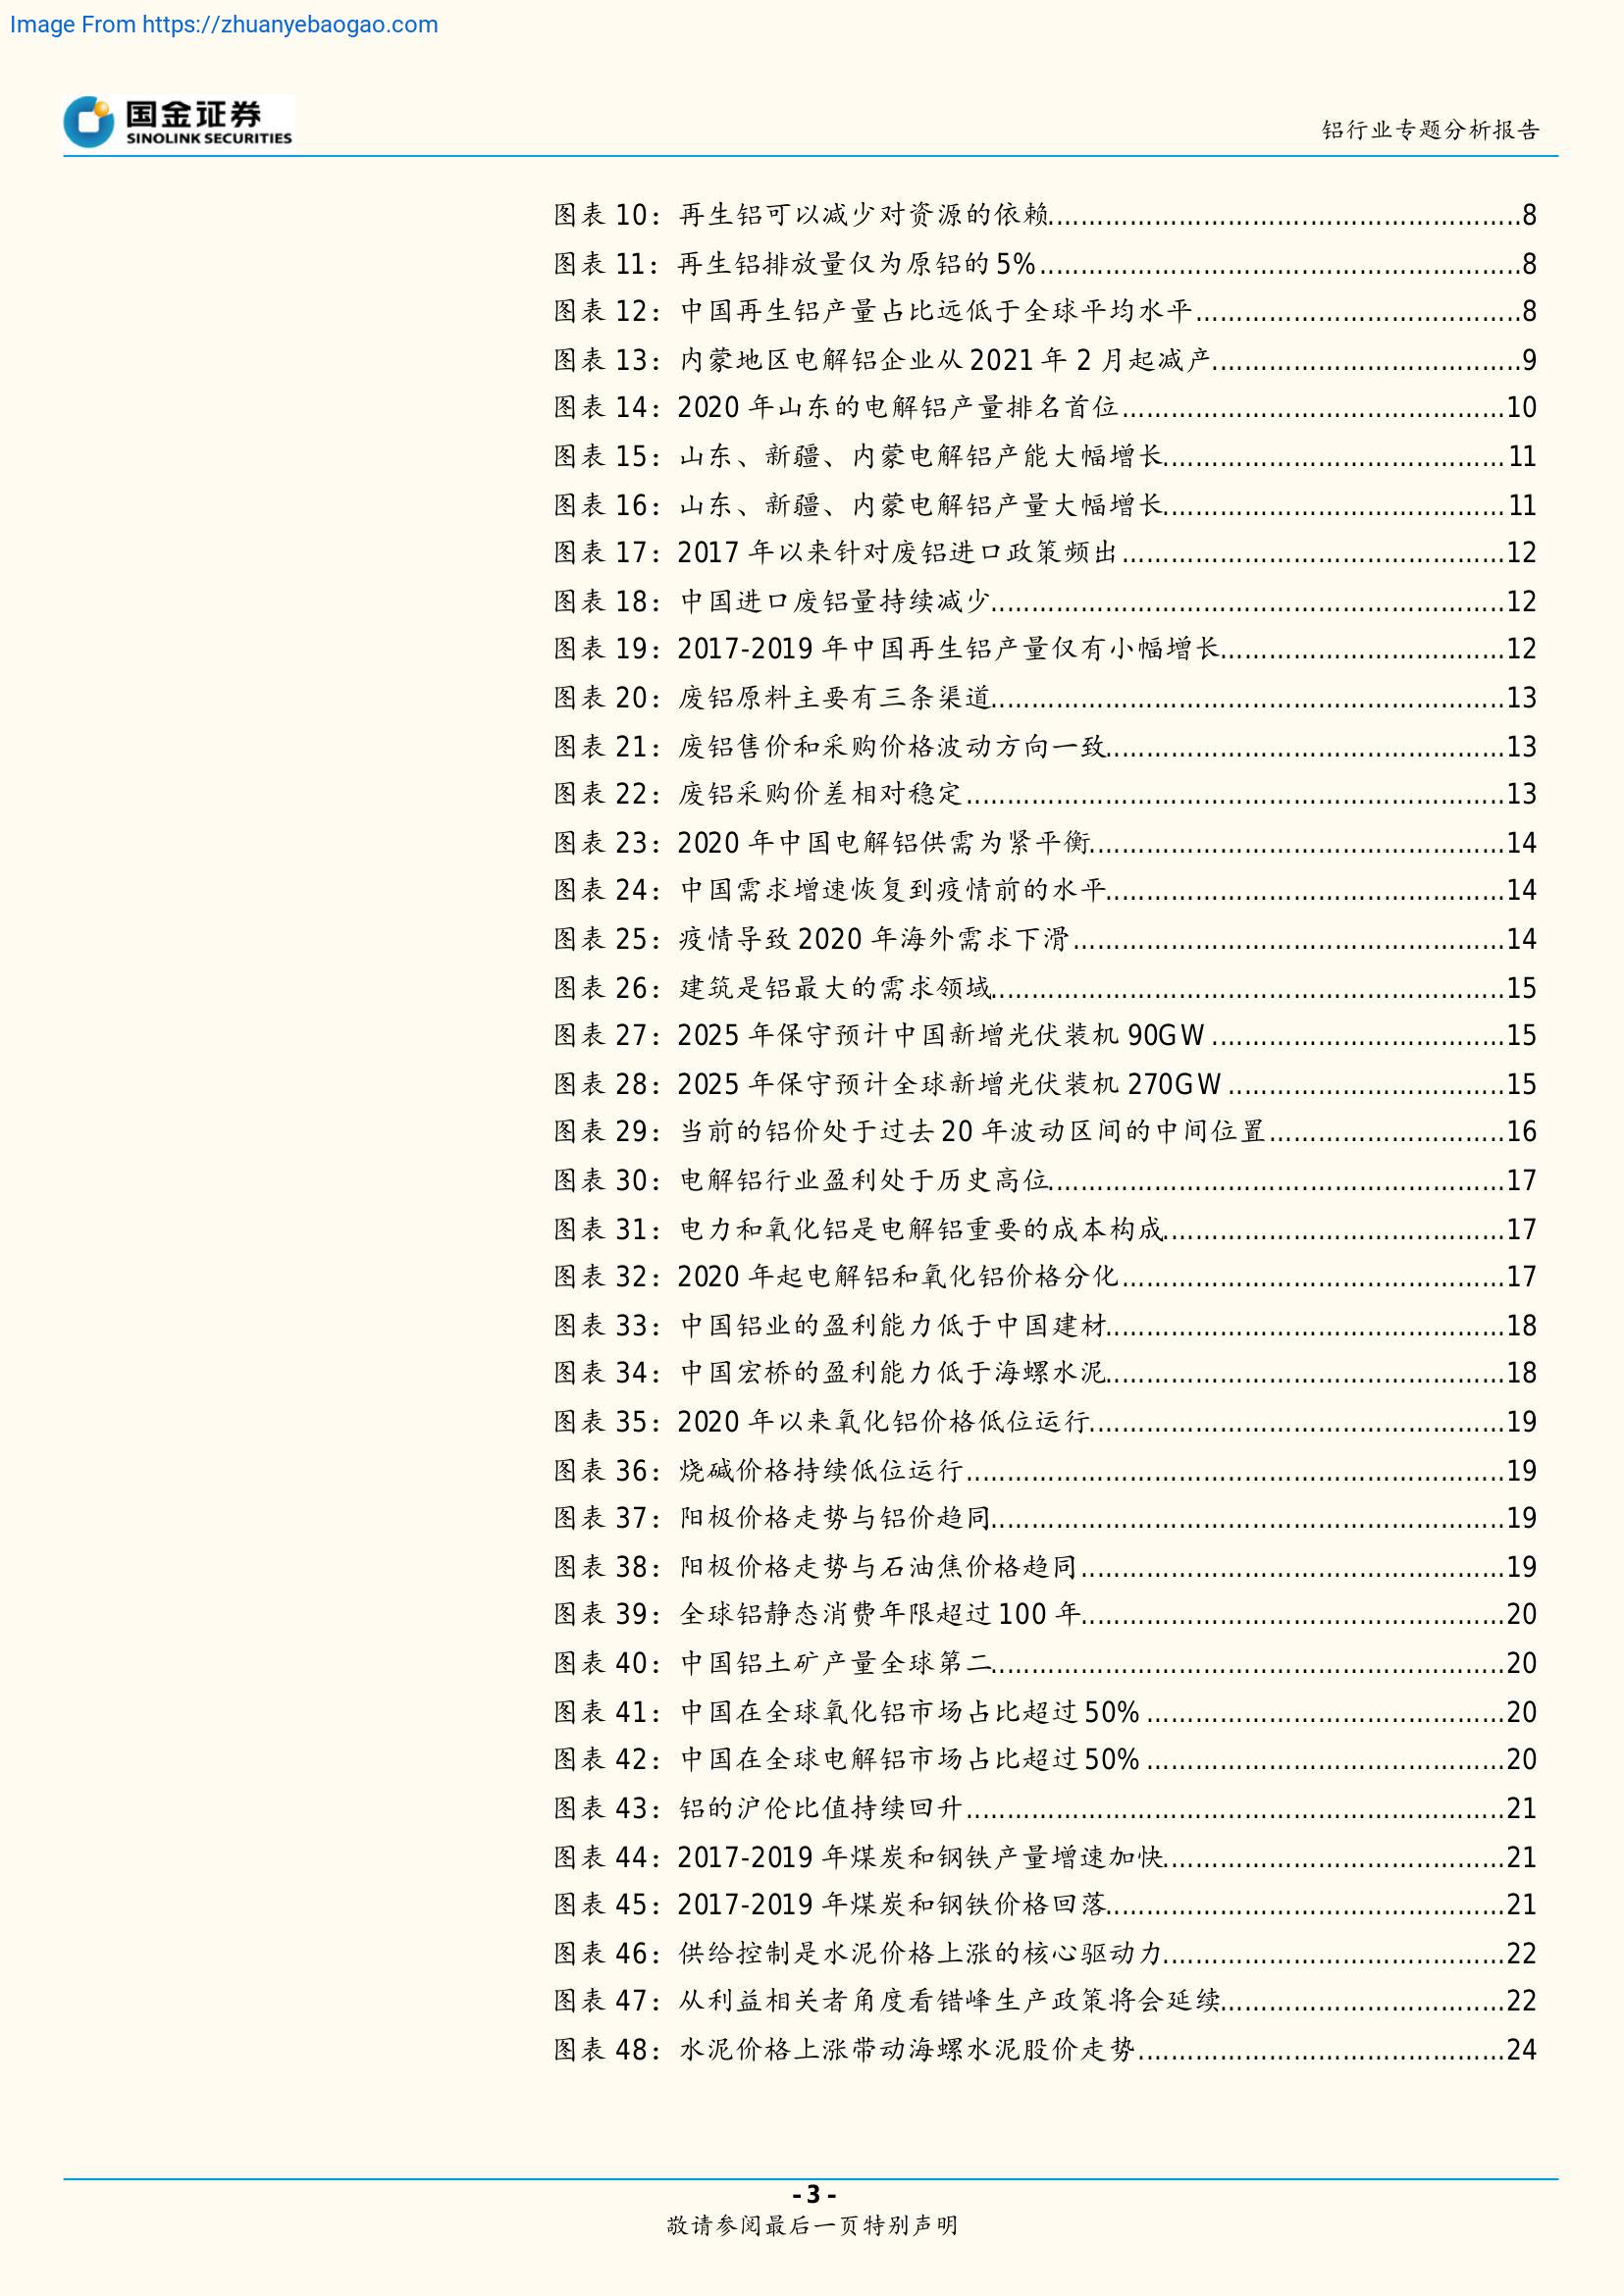 Image From https://zhuanyebaogao.com
国金证券
SINOLINK SECURITIES
铝行业专题分析报告
图表 10：再生铝可以减少对资源的依赖........................................................8
图表 11：再生铝排放量仅为原铝的 5%.........................................................8
图表 12：中国再生铝产量占比远低于全球平均水平.......................................8
图表 13：内蒙地区电解铝企业从 2021 年 2 月起减产.....................................9
图表 14：2020 年山东的电解铝产量排名首位..............................................10
图表 15：山东、新疆、内蒙电解铝产能大幅增长.........................................11
图表 16：山东、新疆、内蒙电解铝产量大幅增长.........................................11
图表 17：2017 年以来针对废铝进口政策频出..............................................12
图表 18：中国进口废铝量持续减少..............................................................12
图表 19：2017-2019 年中国再生铝产量仅有小幅增长..................................12
图表 20：废铝原料主要有三条渠道..............................................................13
图表 21：废铝售价和采购价格波动方向一致................................................13
图表 22：废铝采购价差相对稳定.................................................................13
图表 23：2020 年中国电解铝供需为紧平衡..................................................14
图表 24：中国需求增速恢复到疫情前的水平................................................14
图表 25：疫情导致 2020 年海外需求下滑....................................................14
图表 26：建筑是铝最大的需求领域..............................................................15
图表 27：2025 年保守预计中国新增光伏装机 90GW...................................15
图表 28：2025 年保守预计全球新增光伏装机 270GW.................................15
图表 29：当前的铝价处于过去 20 年波动区间的中间位置............................16
图表 30：电解铝行业盈利处于历史高位.......................................................17
图表 31：电力和氧化铝是电解铝重要的成本构成.........................................17
图表 32：2020 年起电解铝和氧化铝价格分化..............................................17
图表 33：中国铝业的盈利能力低于中国建材................................................18
图表 34：中国宏桥的盈利能力低于海螺水泥................................................18
图表 35：2020 年以来氧化铝价格低位运行..................................................19
图表 36：烧碱价格持续低位运行.................................................................19
图表 37：阳极价格走势与铝价趋同..............................................................19
图表 38：阳极价格走势与石油焦价格趋同...................................................19
图表 39：全球铝静态消费年限超过 100 年...................................................20
图表 40：中国铝土矿产量全球第二..............................................................20
图表 41：中国在全球氧化铝市场占比超过 50%...........................................20
图表 42：中国在全球电解铝市场占比超过 50%...........................................20
图表 43：铝的沪伦比值持续回升.................................................................21
图表 44：2017-2019 年煤炭和钢铁产量增速加快.........................................21
图表 45：2017-2019 年煤炭和钢铁价格回落................................................21
图表 46：供给控制是水泥价格上涨的核心驱动力.........................................22
图表 47：从利益相关者角度看错峰生产政策将会延续..................................22
图表 48：水泥价格上涨带动海螺水泥股价走势............................................24
- 3 -
敬请参阅最后一页特别声明